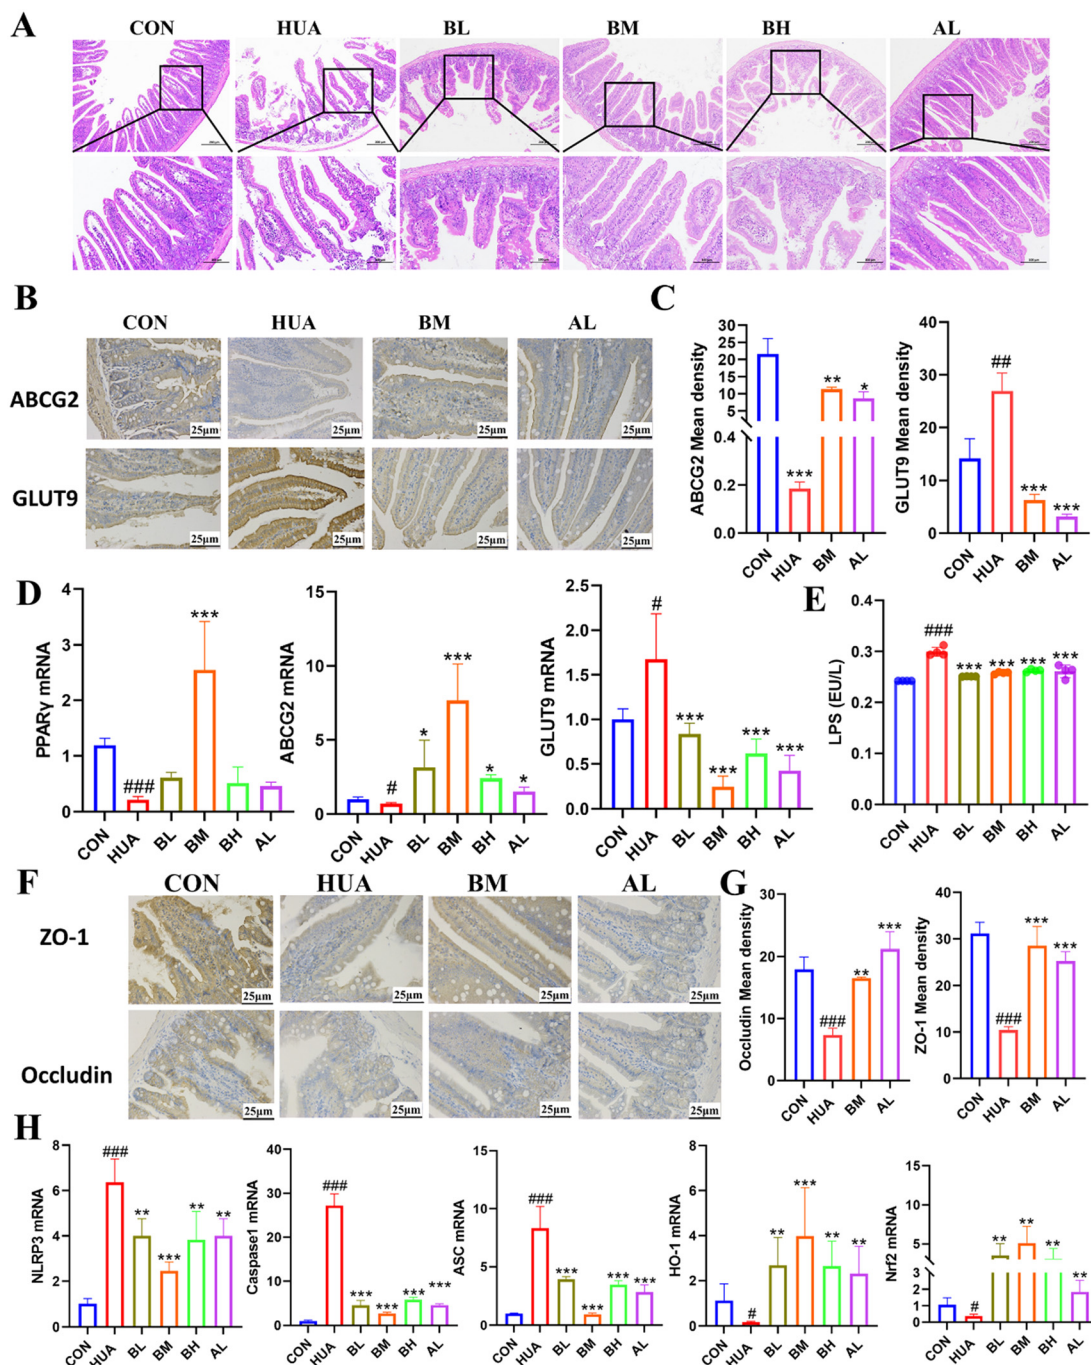 A
CON HUA BL BM BH AL
B
CON HUA BM AL
ABCG2
25μm 25μm 25μm 25μm
GLUT9
25μm 25μm 25μm 25μm
C
ABCG2 Mean density
30
25
20
15
10
5
0.4
0.2
0.0
*** ** *
CON HUA BM AL
GLUT9 Mean density
40
30
20
10
0
## *** ***
CON HUA BM AL
D
PPARγ mRNA
4
3
2
1
0
### ***
CON HUA BL BM BH AL
ABCG2 mRNA
15
10
5
0
# * *** * *
CON HUA BL BM BH AL
GLUT9 mRNA
2.5
2.0
1.5
1.0
0.5
0.0
# *** *** *** ***
CON HUA BL BM BH AL
E
LPS (EU/L)
0.4
0.3
0.2
0.1
0.0
### *** *** *** ***
CON HUA BL BM BH AL
F
CON HUA BM AL
ZO-1
25μm 25μm 25μm 25μm
Occludin
25μm 25μm 25μm 25μm
G
Occludin Mean density
30
20
10
0
### ** ***
CON HUA BM AL
ZO-1 Mean density
40
30
20
10
0
### *** ***
CON HUA BM AL
H
NLRP3 mRNA
8
6
4
2
0
### ** *** ** **
CON HUA BL BM BH AL
Caspase1 mRNA
40
30
20
10
0
### *** *** *** ***
CON HUA BL BM BH AL
ASC mRNA
15
10
5
0
### *** *** *** ***
CON HUA BL BM BH AL
HO-1 mRNA
8
6
4
2
0
# ** *** ** **
CON HUA BL BM BH AL
Nrf2 mRNA
15
10
5
3
2
1
0
# ** ** ** **
CON HUA BL BM BH AL